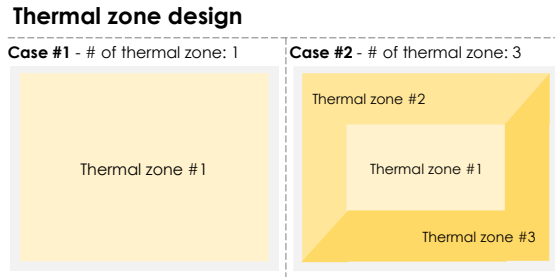 Thermal zone design
Case #1 - # of thermal zone: 1
Thermal zone #1
Case #2 - # of thermal zone: 3
Thermal zone #2
Thermal zone #1
Thermal zone #3